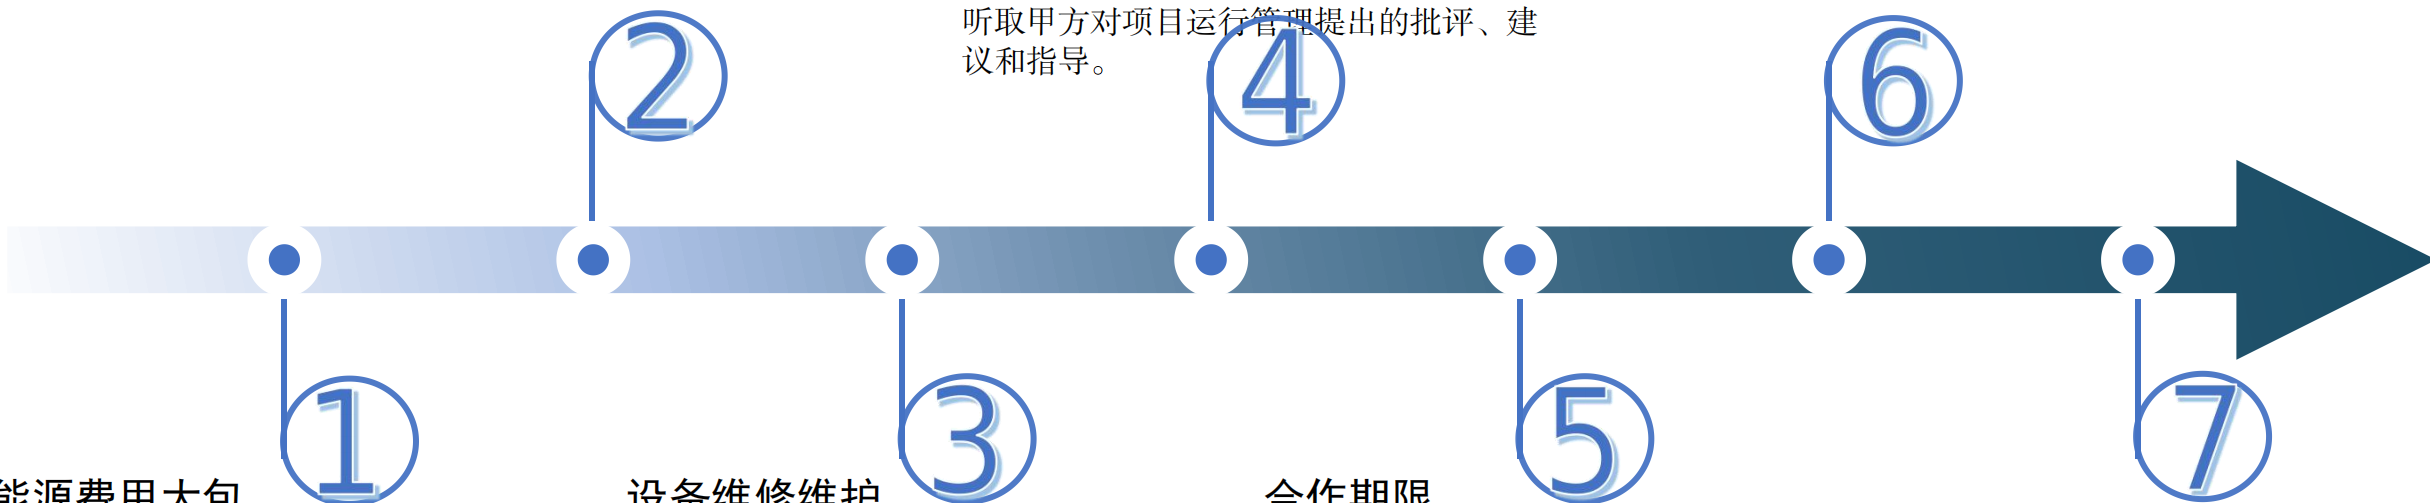 听取甲方对项目运行管理提出的批评、建
议和指导。
2
4
6
1
3
5
7
能源费用大包
设备维修维护
合作期限